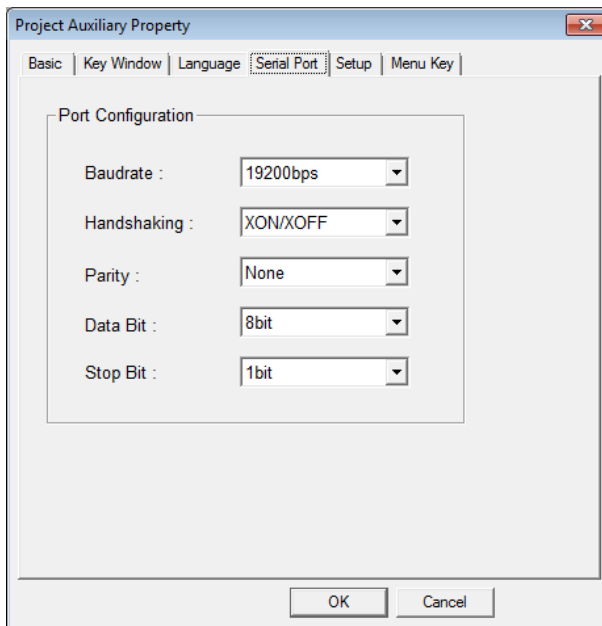 Project Auxiliary Property
Basic Key Window Language Serial Port Setup Menu Key
Port Configuration
Baudrate : 19200bps
Handshaking : XON/XOFF
Parity : None
Data Bit : 8bit
Stop Bit : 1bit
OK Cancel